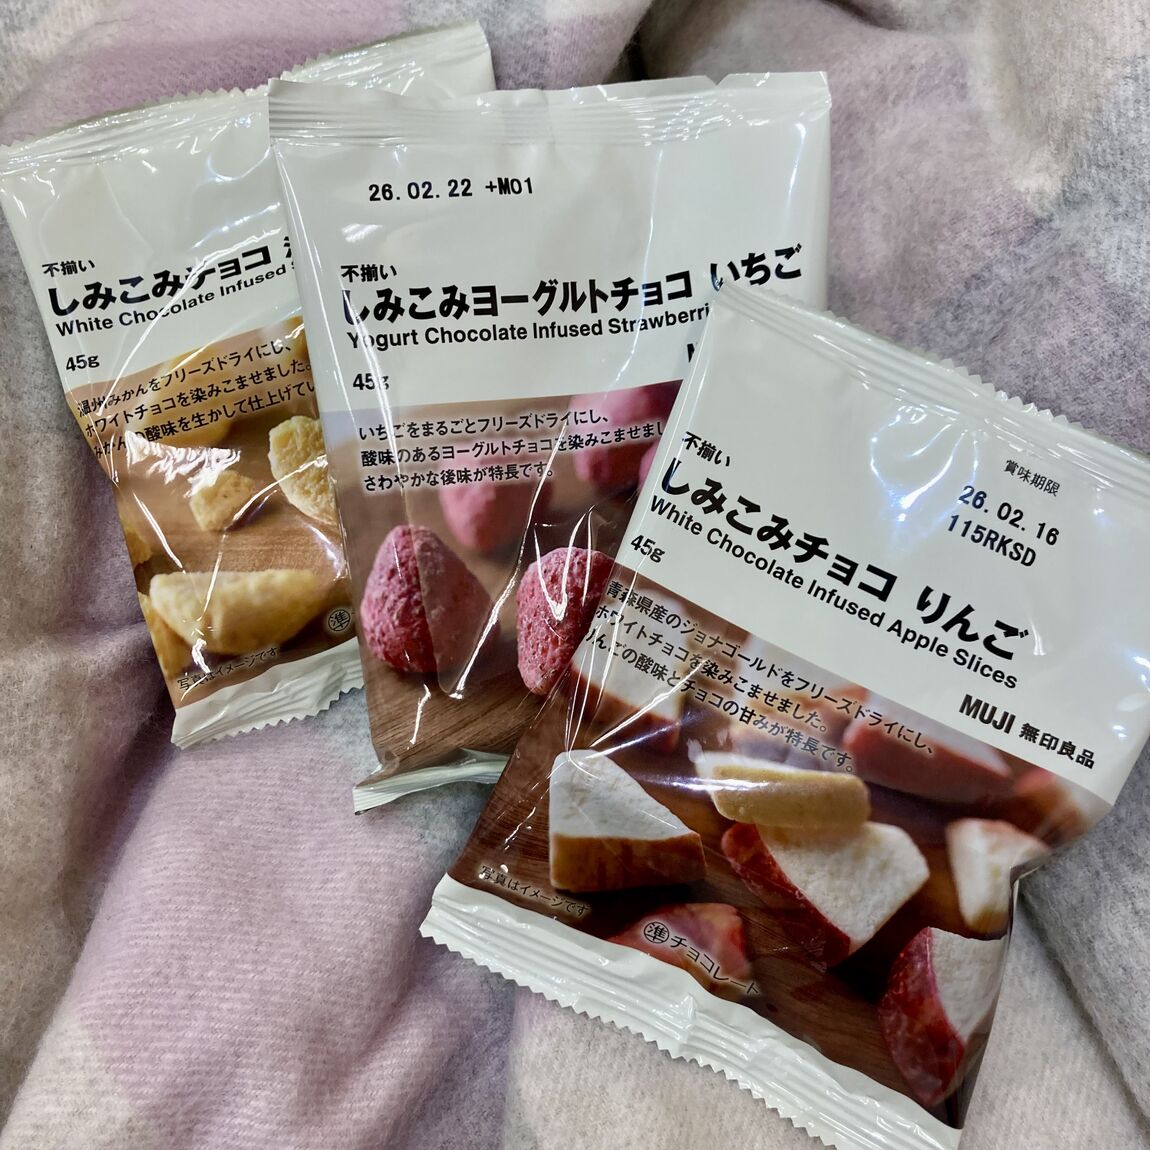 不揃い
しみこみチョコ
White Chocolate Infused
45g
温州みかんをフリーズドライにし、
ホワイトチョコを染みこませました。
みかんの酸味を生かして仕上げてい
準
写真はイメージです
26.02.22 +M01
不揃い
しみこみヨーグルトチョコ いちご
Yogurt Chocolate Infused Strawberri
45g
いちごをまるごとフリーズドライにし、
酸味のあるヨーグルトチョコを染みこませまし
さわやかな後味が特長です。
賞味期限
26.02.16
115RKSD
不揃い
しみこみチョコ りんご
White Chocolate Infused Apple Slices
45g
MUJI 無印良品
青森県産のジョナゴールドをフリーズドライにし、
ホワイトチョコを染みこませました。
りんごの酸味とチョコの甘みが特長です。
写真はイメージです
準チョコレート